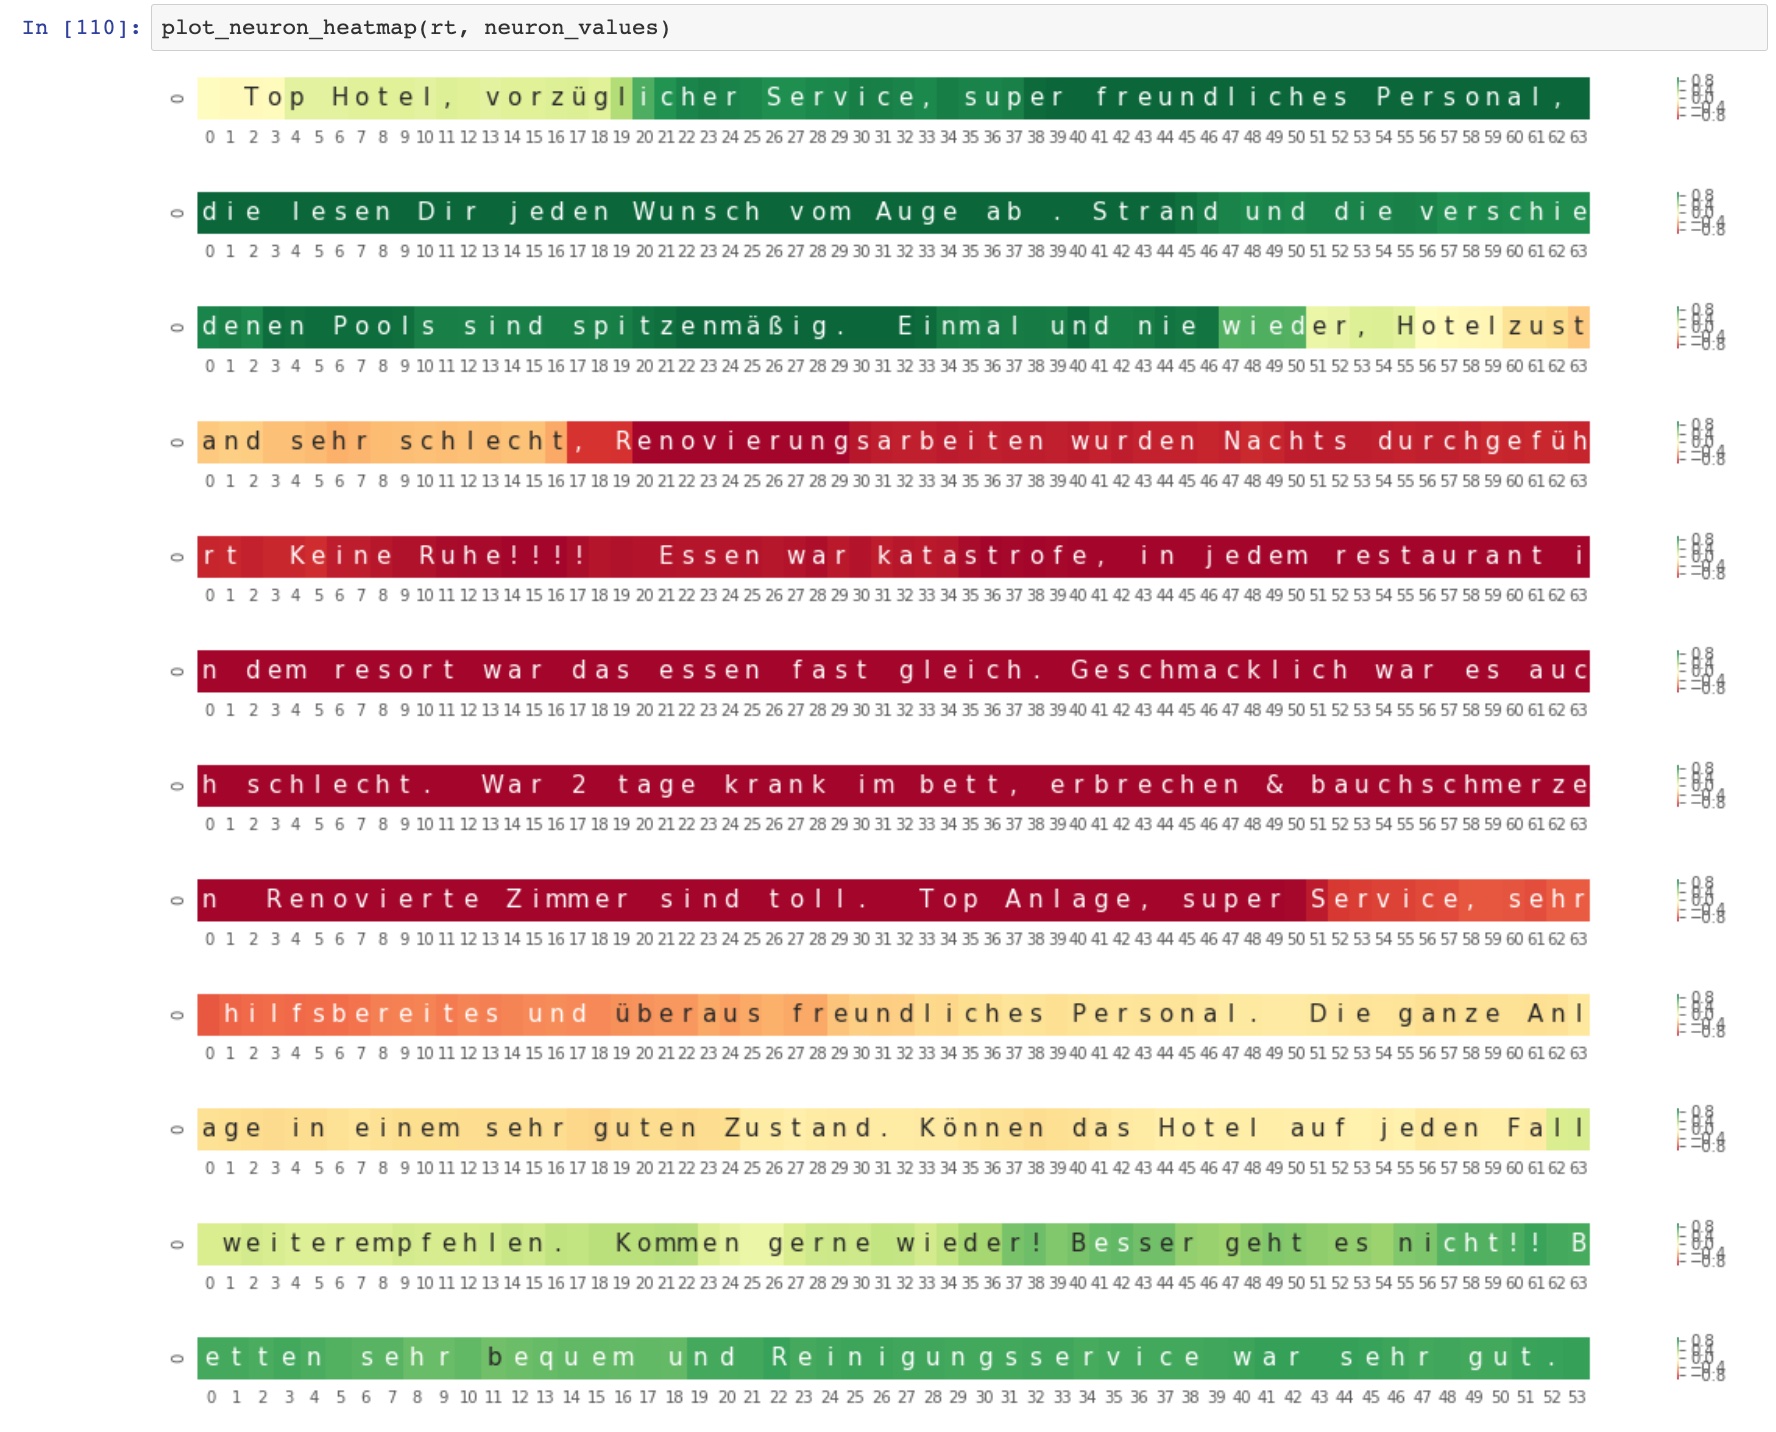 In [110]: plot_neuron_heatmap(rt, neuron_values)
0 Top Hotel, vorzüglicher Service, super freundliches Personal,
0 1 2 3 4 5 6 7 8 9 10 11 12 13 14 15 16 17 18 19 20 21 22 23 24 25 26 27 28 29 30 31 32 33 34 35 36 37 38 39 40 41 42 43 44 45 46 47 48 49 50 51 52 53 54 55 56 57 58 59 60 61 62 63
0 die lesen Dir jeden Wunsch vom Auge ab . Strand und die verschie
0 1 2 3 4 5 6 7 8 9 10 11 12 13 14 15 16 17 18 19 20 21 22 23 24 25 26 27 28 29 30 31 32 33 34 35 36 37 38 39 40 41 42 43 44 45 46 47 48 49 50 51 52 53 54 55 56 57 58 59 60 61 62 63
0 denen Pools sind spitzenmäßig. Einmal und nie wieder, Hotelzust
0 1 2 3 4 5 6 7 8 9 10 11 12 13 14 15 16 17 18 19 20 21 22 23 24 25 26 27 28 29 30 31 32 33 34 35 36 37 38 39 40 41 42 43 44 45 46 47 48 49 50 51 52 53 54 55 56 57 58 59 60 61 62 63
0 and sehr schlecht, Renovierungsarbeiten wurden Nachts durchgefüh
0 1 2 3 4 5 6 7 8 9 10 11 12 13 14 15 16 17 18 19 20 21 22 23 24 25 26 27 28 29 30 31 32 33 34 35 36 37 38 39 40 41 42 43 44 45 46 47 48 49 50 51 52 53 54 55 56 57 58 59 60 61 62 63
0 rt Keine Ruhe!!!! Essen war katastrofe, in jedem restaurant i
0 1 2 3 4 5 6 7 8 9 10 11 12 13 14 15 16 17 18 19 20 21 22 23 24 25 26 27 28 29 30 31 32 33 34 35 36 37 38 39 40 41 42 43 44 45 46 47 48 49 50 51 52 53 54 55 56 57 58 59 60 61 62 63
0 n dem resort war das essen fast gleich. Geschmacklich war es auc
0 1 2 3 4 5 6 7 8 9 10 11 12 13 14 15 16 17 18 19 20 21 22 23 24 25 26 27 28 29 30 31 32 33 34 35 36 37 38 39 40 41 42 43 44 45 46 47 48 49 50 51 52 53 54 55 56 57 58 59 60 61 62 63
0 h schlecht. War 2 tage krank im bett, erbrechen & bauchschmerze
0 1 2 3 4 5 6 7 8 9 10 11 12 13 14 15 16 17 18 19 20 21 22 23 24 25 26 27 28 29 30 31 32 33 34 35 36 37 38 39 40 41 42 43 44 45 46 47 48 49 50 51 52 53 54 55 56 57 58 59 60 61 62 63
0 n Renovierte Zimmer sind toll. Top Anlage, super Service, sehr
0 1 2 3 4 5 6 7 8 9 10 11 12 13 14 15 16 17 18 19 20 21 22 23 24 25 26 27 28 29 30 31 32 33 34 35 36 37 38 39 40 41 42 43 44 45 46 47 48 49 50 51 52 53 54 55 56 57 58 59 60 61 62 63
0 hilfsbereites und überaus freundliches Personal. Die ganze Anl
0 1 2 3 4 5 6 7 8 9 10 11 12 13 14 15 16 17 18 19 20 21 22 23 24 25 26 27 28 29 30 31 32 33 34 35 36 37 38 39 40 41 42 43 44 45 46 47 48 49 50 51 52 53 54 55 56 57 58 59 60 61 62 63
0 age in einem sehr guten Zustand. Können das Hotel auf jeden Fall
0 1 2 3 4 5 6 7 8 9 10 11 12 13 14 15 16 17 18 19 20 21 22 23 24 25 26 27 28 29 30 31 32 33 34 35 36 37 38 39 40 41 42 43 44 45 46 47 48 49 50 51 52 53 54 55 56 57 58 59 60 61 62 63
0 weiterempfehlen. Kommen gerne wieder! Besser geht es nicht!! B
0 1 2 3 4 5 6 7 8 9 10 11 12 13 14 15 16 17 18 19 20 21 22 23 24 25 26 27 28 29 30 31 32 33 34 35 36 37 38 39 40 41 42 43 44 45 46 47 48 49 50 51 52 53 54 55 56 57 58 59 60 61 62 63
0 etten sehr bequem und Reinigungsservice war sehr gut.
0 1 2 3 4 5 6 7 8 9 10 11 12 13 14 15 16 17 18 19 20 21 22 23 24 25 26 27 28 29 30 31 32 33 34 35 36 37 38 39 40 41 42 43 44 45 46 47 48 49 50 51 52 53